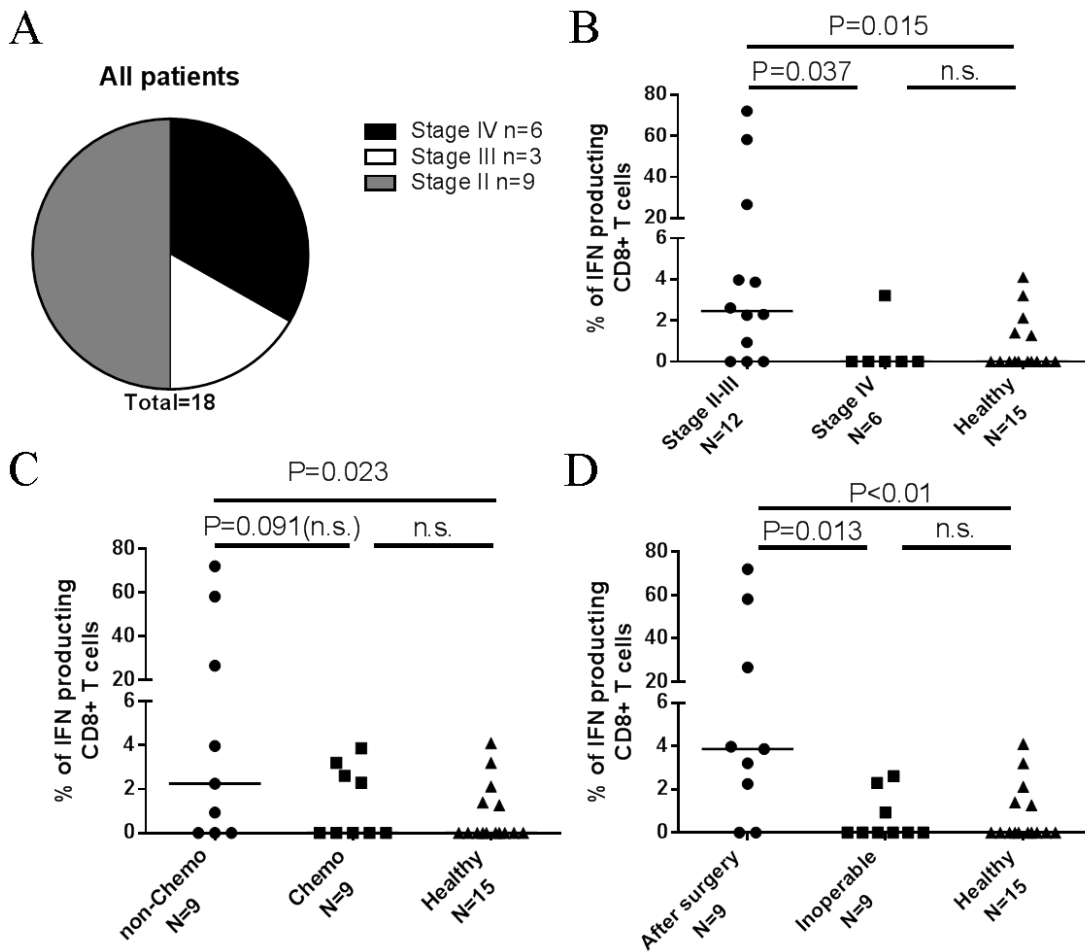 A
All patients
Stage IV n=6
Stage III n=3
Stage II n=9
Total=18
B
P=0.015
P=0.037
n.s.
% of IFN producing
CD8+ T cells
80
60
40
20
6
4
2
0
Stage II-III
N=12
Stage IV
N=6
Healthy
N=15
C
P=0.023
P=0.091(n.s.)
n.s.
% of IFN producing
CD8+ T cells
80
60
40
20
6
4
2
0
non-Chemo
N=9
Chemo
N=9
Healthy
N=15
D
P<0.01
P=0.013
n.s.
% of IFN producing
CD8+ T cells
80
60
40
20
6
4
2
0
After surgery
N=9
Inoperable
N=9
Healthy
N=15